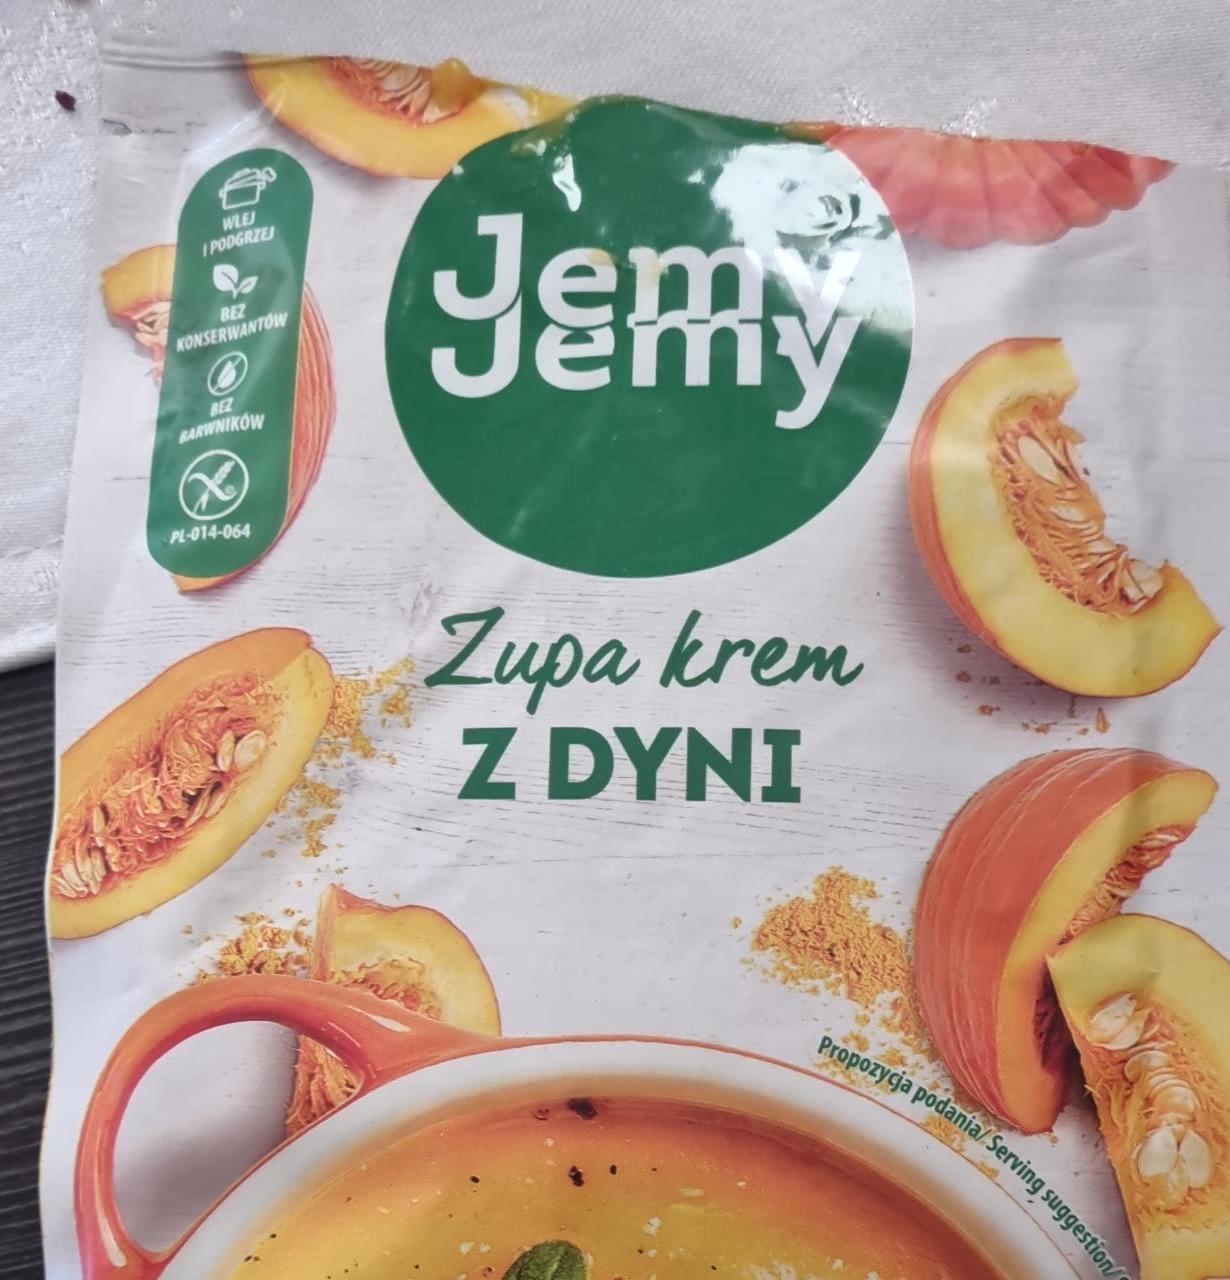 WLEJ
I PODGRZEJ
BEZ
KONSERWANTÓW
BEZ
BARWNIKÓW
PL-014-064
Jemy
Jemy
Zupa krem
Z DYNI
Propozycja podania/ Serving suggestion/